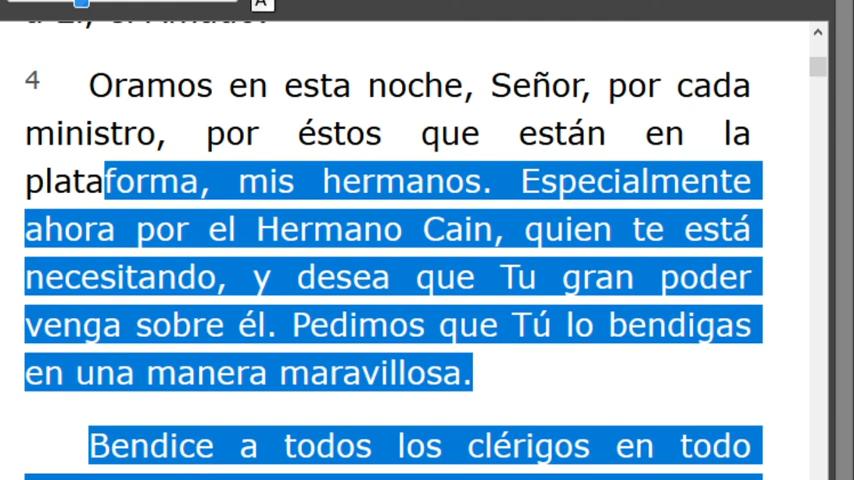 4 Oramos en esta noche, Señor, por cada
ministro, por éstos que están en la
plataforma, mis hermanos. Especialmente
ahora por el Hermano Cain, quien te está
necesitando, y desea que Tu gran poder
venga sobre él. Pedimos que Tú lo bendigas
en una manera maravillosa.
Bendice a todos los clérigos en todo